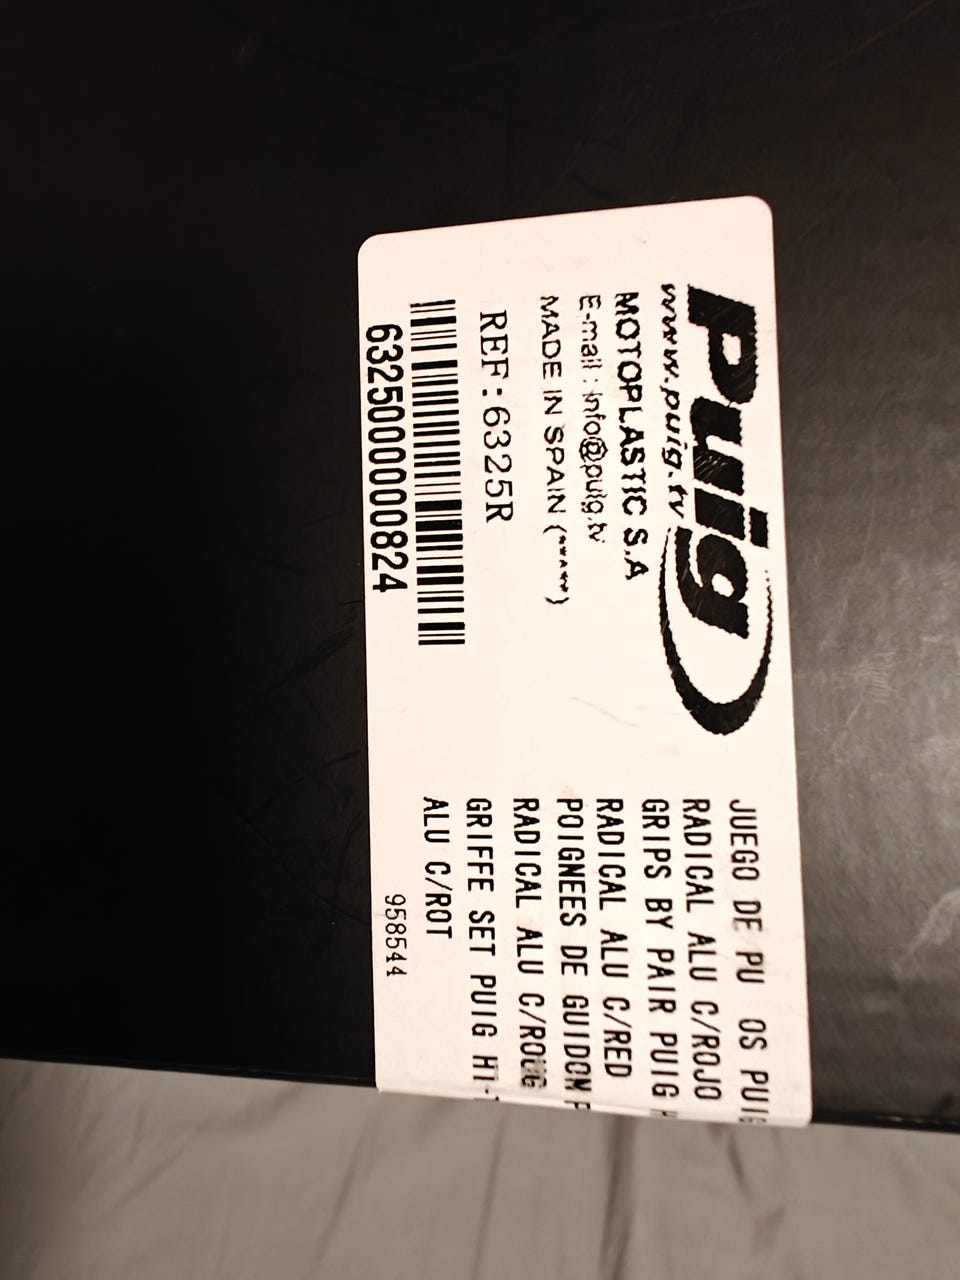 Puig
www.puig.tv
MOTOPLASTIC S.A
E-mail : info@puig.tv
MADE IN SPAIN (*****)
REF:6325R
63250000000824
JUEGO DE PU OS PUIG
RADICAL ALU C/ROJO
GRIPS BY PAIR PUIG
RADICAL ALU C/RED
POIGNEES DE GUIDON
RADICAL ALU C/ROUG
GRIFFE SET PUIG HI-
ALU C/ROT
958544